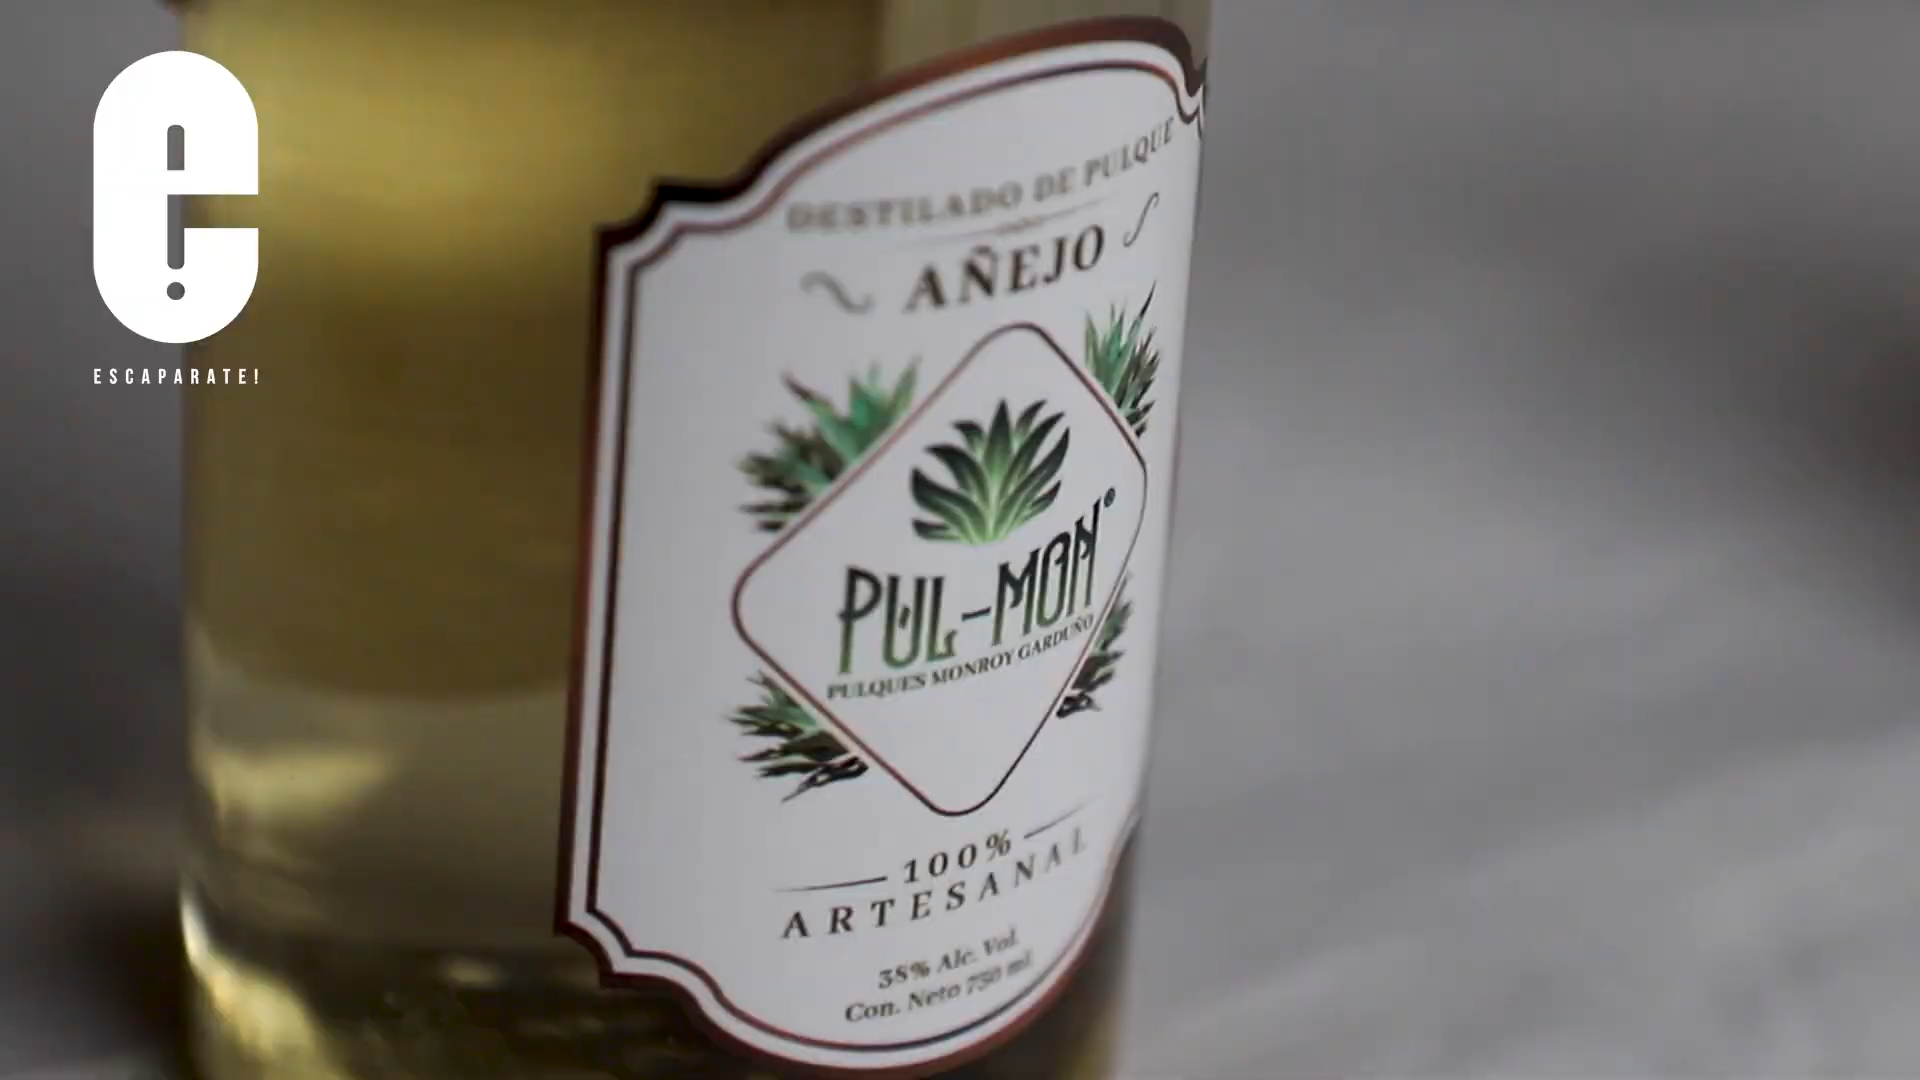 e
ESCAPARATE!
DESTILADO DE PULQUE
AÑEJO
PUL-MON®
PULQUES MONROY GARDUÑO
100%
ARTESANAL
38% Alc. Vol.
Con. Neto 750 ml